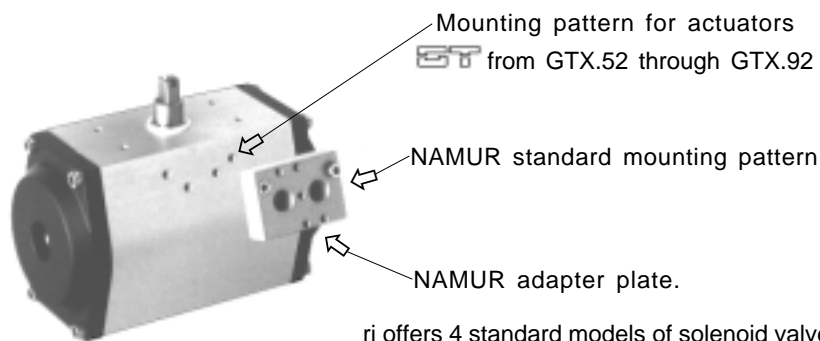 Mounting pattern for actuators
GT from GTX.52 through GTX.92
NAMUR standard mounting pattern
NAMUR adapter plate.
ri offers 4 standard models of solenoid valve